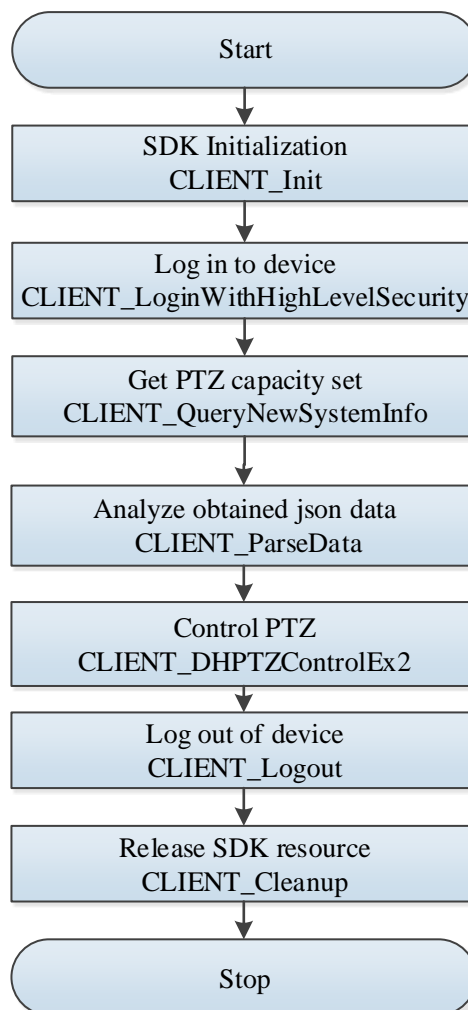 Start
SDK Initialization
CLIENT_Init
Log in to device
CLIENT_LoginWithHighLevelSecurity
Get PTZ capacity set
CLIENT_QueryNewSystemInfo
Analyze obtained json data
CLIENT_ParseData
Control PTZ
CLIENT_DHPTZControlEx2
Log out of device
CLIENT_Logout
Release SDK resource
CLIENT_Cleanup
Stop